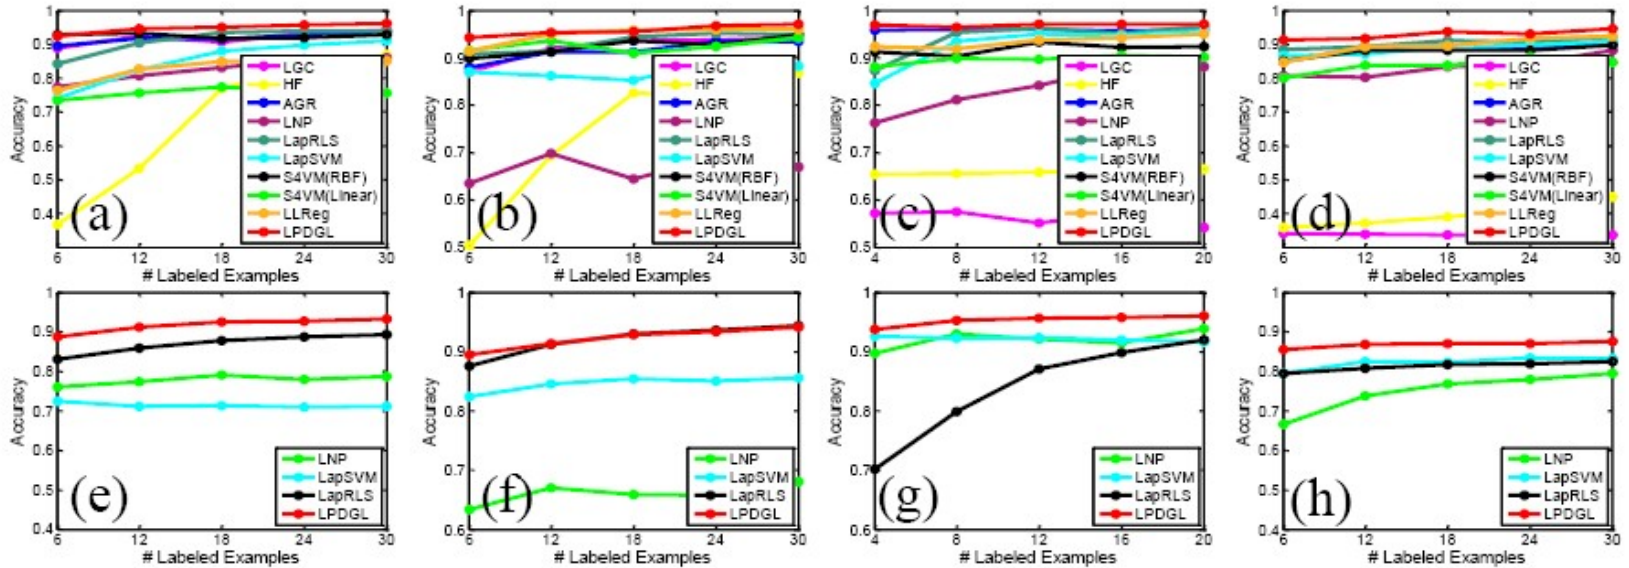 1
0.9
0.8
0.7
0.6
0.5
0.4
Accuracy
(a)
LGC
HF
AGR
LNP
LapRLS
LapSVM
S4VM(RBF)
S4VM(Linear)
LLReg
LPDGL
6 12 18 24 30
# Labeled Examples
1
0.9
0.8
0.7
0.6
0.5
Accuracy
(b)
LGC
HF
AGR
LNP
LapRLS
LapSVM
S4VM(RBF)
S4VM(Linear)
LLReg
LPDGL
6 12 18 24 30
# Labeled Examples
1
0.9
0.8
0.7
0.6
0.5
Accuracy
(c)
LGC
HF
AGR
LNP
LapRLS
LapSVM
S4VM(RBF)
S4VM(Linear)
LLReg
LPDGL
4 8 12 16 20
# Labeled Examples
1
0.9
0.8
0.7
0.6
0.5
0.4
Accuracy
(d)
LGC
HF
AGR
LNP
LapRLS
LapSVM
S4VM(RBF)
S4VM(Linear)
LLReg
LPDGL
6 12 18 24 30
# Labeled Examples
1
0.9
0.8
0.7
0.6
0.5
0.4
Accuracy
(e)
LNP
LapSVM
LapRLS
LPDGL
6 12 18 24 30
# Labeled Examples
1
0.9
0.8
0.7
0.6
Accuracy
(f)
LNP
LapSVM
LapRLS
LPDGL
6 12 18 24 30
# Labeled Examples
1
0.9
0.8
0.7
0.6
Accuracy
(g)
LNP
LapSVM
LapRLS
LPDGL
4 8 12 16 20
# Labeled Examples
1
0.9
0.8
0.7
0.6
0.5
0.4
Accuracy
(h)
LNP
LapSVM
LapRLS
LPDGL
6 12 18 24 30
# Labeled Examples